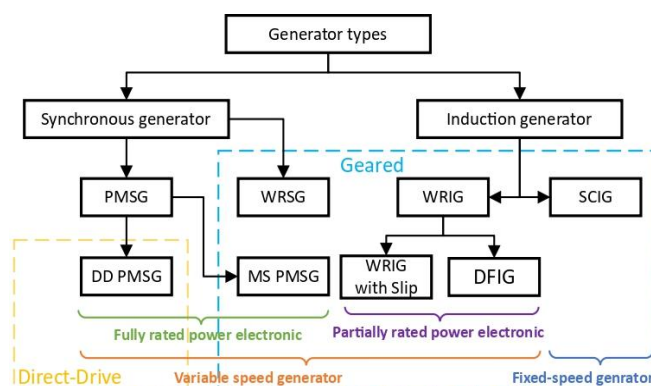 Generator types
Synchronous generator
Induction generator
Geared
PMSG
WRSG
WRIG
SCIG
DD PMSG
MS PMSG
WRIG
with Slip
DFIG
Fully rated power electronic
Partially rated power electronic
Direct-Drive
Variable speed generator
Fixed-speed genrator